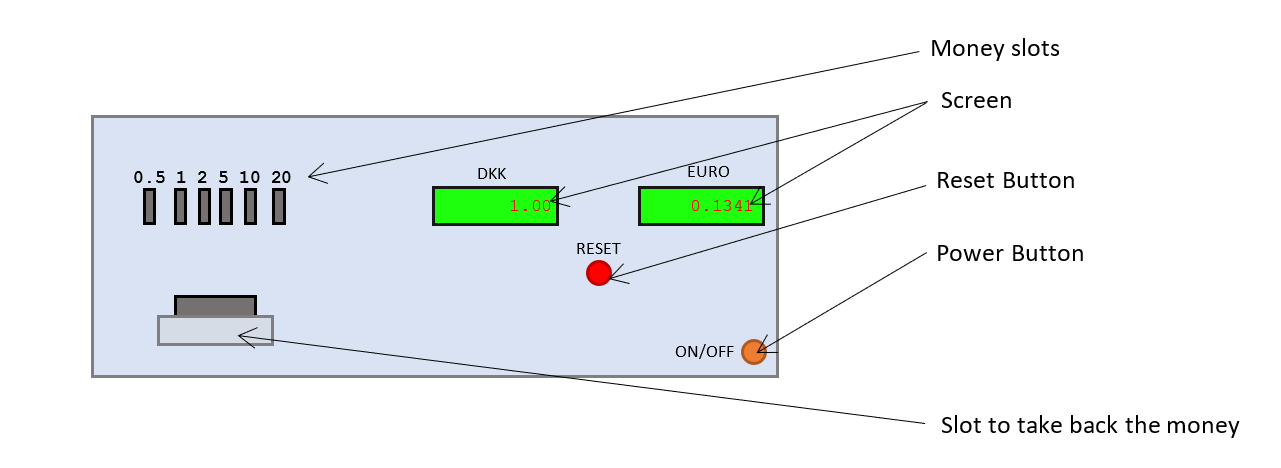 Money slots
Screen
DKK EURO
0.5 1 2 5 10 20
Reset Button
1.00 0.1341
RESET
Power Button
ON/OFF
Slot to take back the money